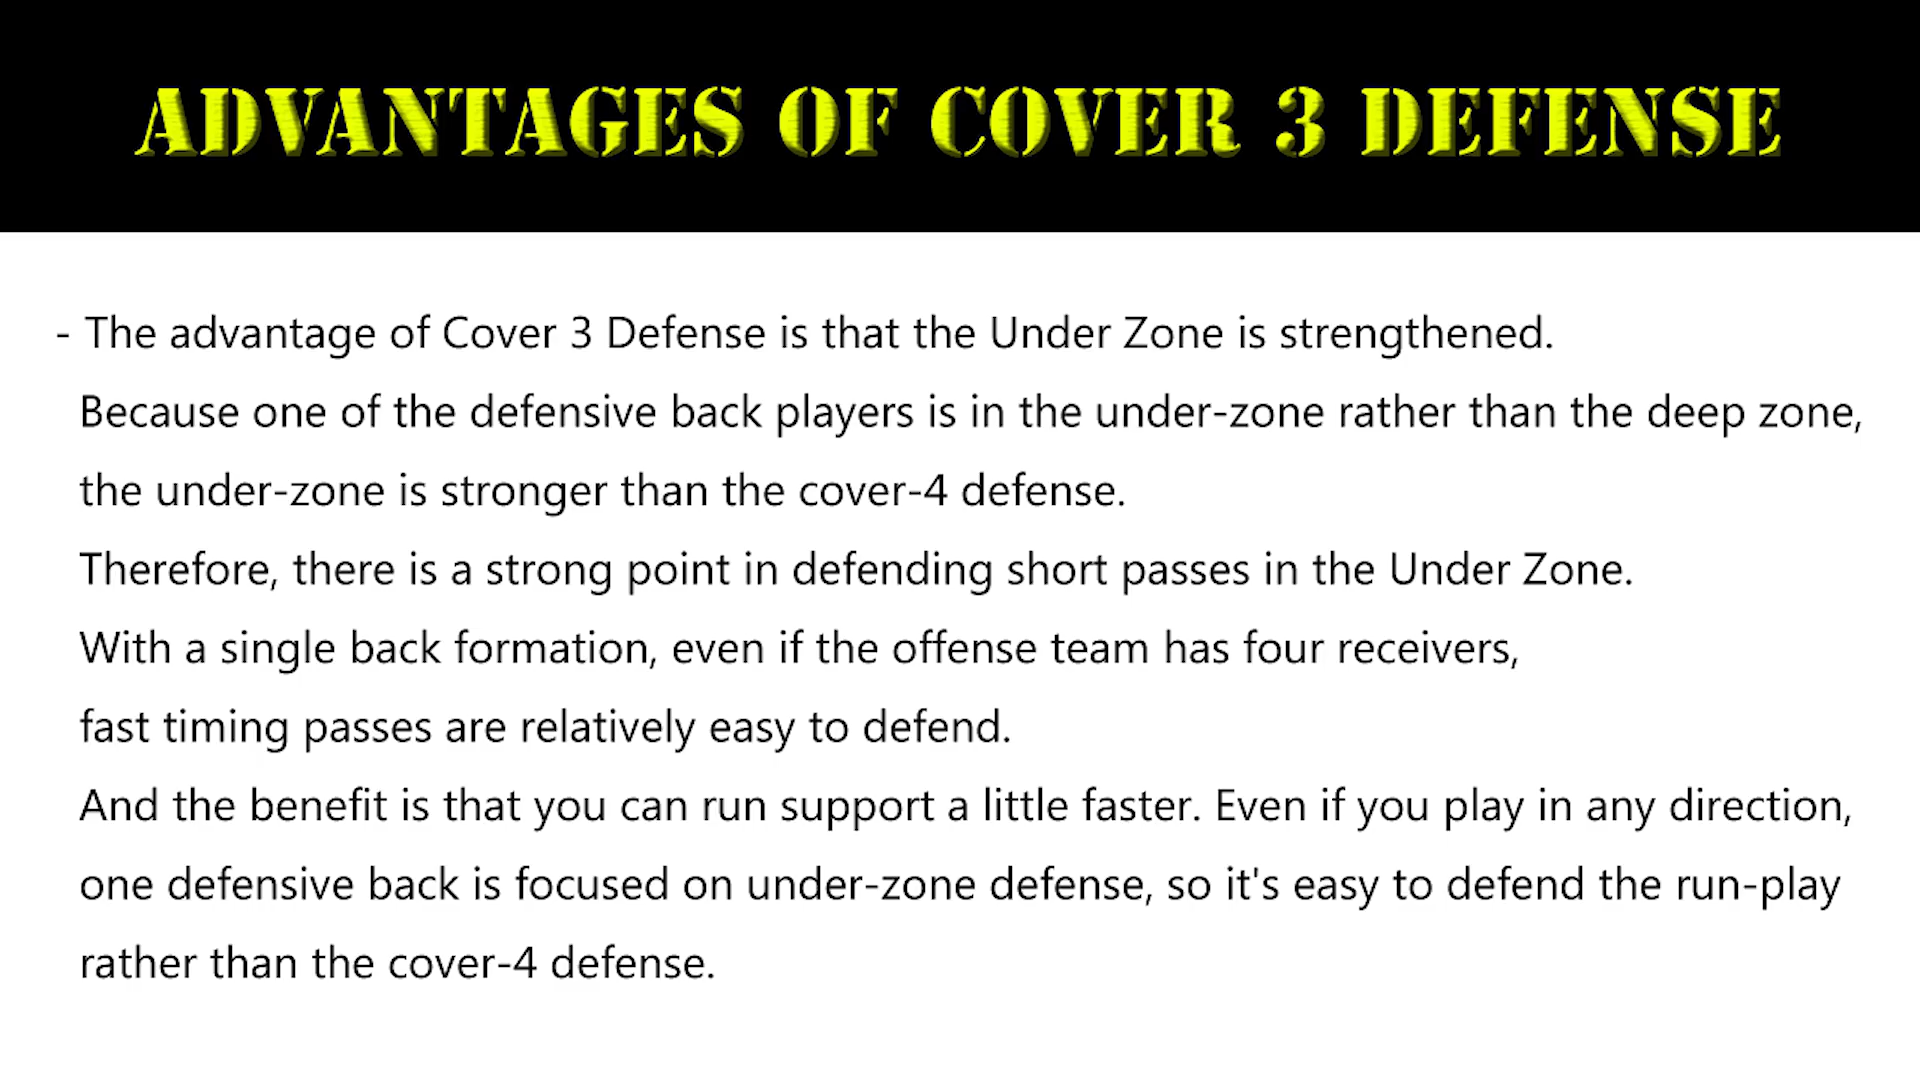 ADVANTAGES OF COVER 3 DEFENSE
- The advantage of Cover 3 Defense is that the Under Zone is strengthened.
Because one of the defensive back players is in the under-zone rather than the deep zone,
the under-zone is stronger than the cover-4 defense.
Therefore, there is a strong point in defending short passes in the Under Zone.
With a single back formation, even if the offense team has four receivers,
fast timing passes are relatively easy to defend.
And the benefit is that you can run support a little faster. Even if you play in any direction,
one defensive back is focused on under-zone defense, so it's easy to defend the run-play
rather than the cover-4 defense.